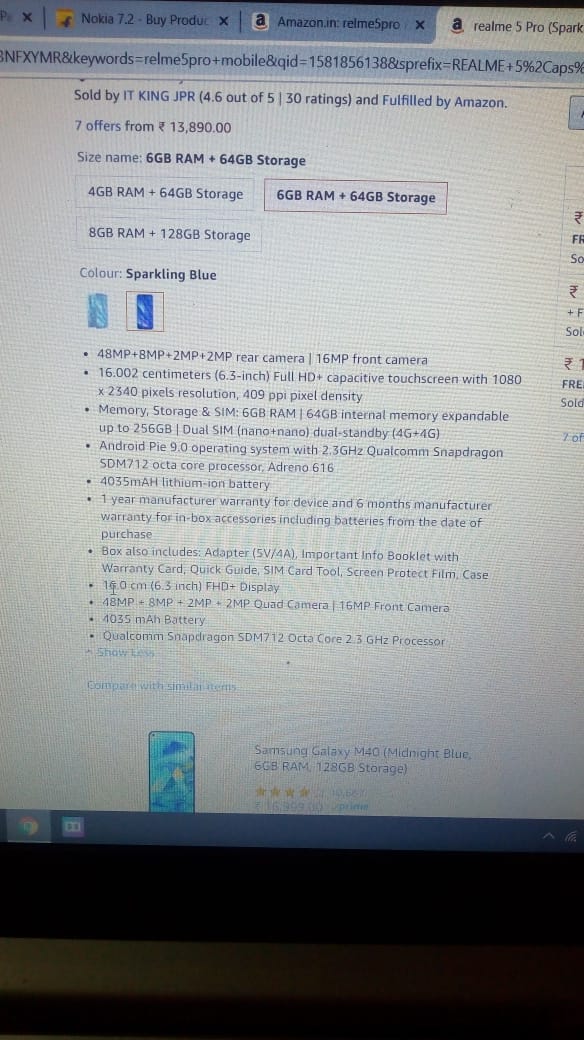 Nokia 7.2 - Buy Produc
Amazon.in: relme5pro
realme 5 Pro (Spark
NFXYMR&keywords=relme5pro+mobile&qid=1581856138&sprefix=REALME+5%2Caps%
Sold by IT KING JPR (4.6 out of 5 | 30 ratings) and Fulfilled by Amazon.
7 offers from ₹ 13,890.00
Size name: 6GB RAM + 64GB Storage
4GB RAM + 64GB Storage
6GB RAM + 64GB Storage
8GB RAM + 128GB Storage
₹
FR
So
Colour: Sparkling Blue
₹
+ F
Sol
• 48MP+8MP+2MP+2MP rear camera | 16MP front camera
• 16.002 centimeters (6.3-inch) Full HD+ capacitive touchscreen with 1080
x 2340 pixels resolution, 409 ppi pixel density
• Memory, Storage & SIM: 6GB RAM | 64GB internal memory expandable
up to 256GB | Dual SIM (nano+nano) dual-standby (4G+4G)
• Android Pie 9.0 operating system with 2.3GHz Qualcomm Snapdragon
SDM712 octa core processor, Adreno 616
• 4035mAH lithium-ion battery
• 1 year manufacturer warranty for device and 6 months manufacturer
warranty for in-box accessories including batteries from the date of
purchase
• Box also includes: Adapter (5V/4A), Important Info Booklet with
Warranty Card, Quick Guide, SIM Card Tool, Screen Protect Film, Case
• 16.0 cm (6.3 inch) FHD+ Display
• 48MP + 8MP + 2MP + 2MP Quad Camera | 16MP Front Camera
• 4035 mAh Battery
• Qualcomm Snapdragon SDM712 Octa Core 2.3 GHz Processor
₹ 1
FRE
Sold
7 of
Show Less
Compare with similar items
Samsung Galaxy M40 (Midnight Blue,
6GB RAM, 128GB Storage)
₹ 16,999.00 prime